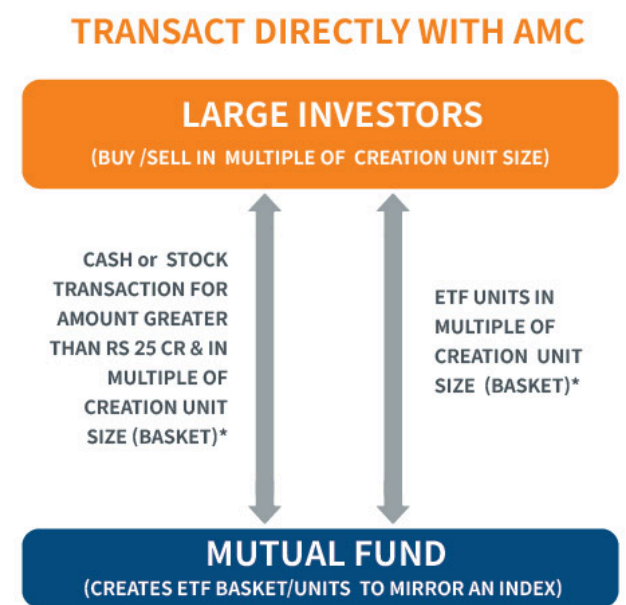 TRANSACT DIRECTLY WITH AMC
LARGE INVESTORS
(BUY /SELL IN MULTIPLE OF CREATION UNIT SIZE)
CASH or STOCK
TRANSACTION FOR
AMOUNT GREATER
THAN RS 25 CR & IN
MULTIPLE OF
CREATION UNIT
SIZE (BASKET)*
ETF UNITS IN
MULTIPLE OF
CREATION UNIT
SIZE (BASKET)*
MUTUAL FUND
(CREATES ETF BASKET/UNITS TO MIRROR AN INDEX)